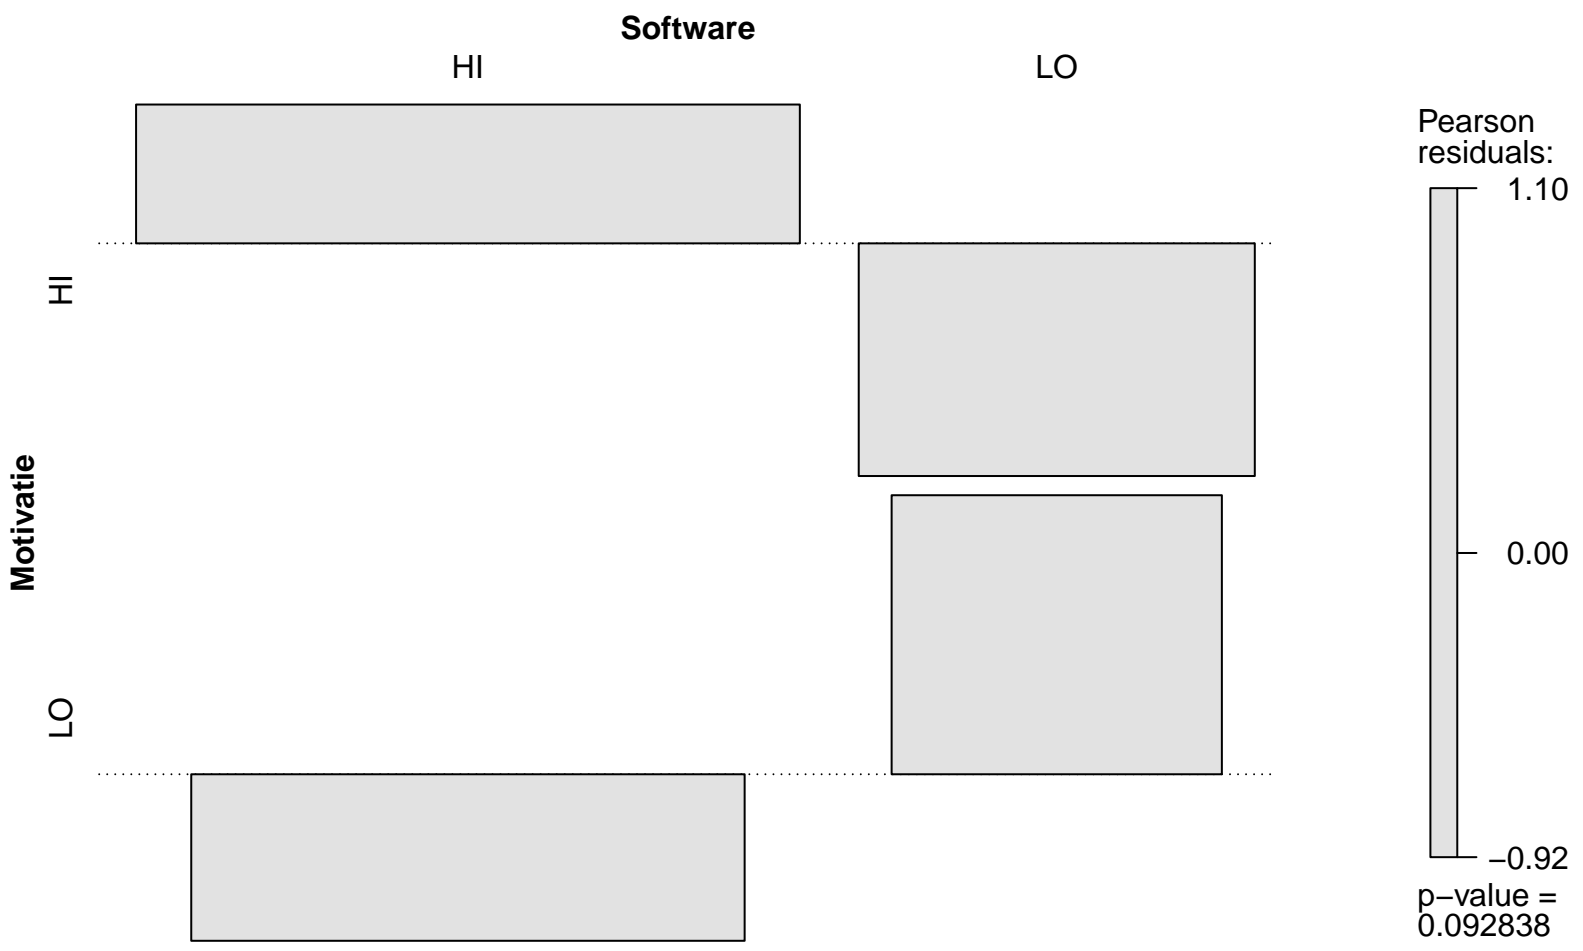 Software
HI
LO
Motivatie
HI
LO
Pearson
residuals:
1.10
0.00
−0.92
p−value =
0.092838